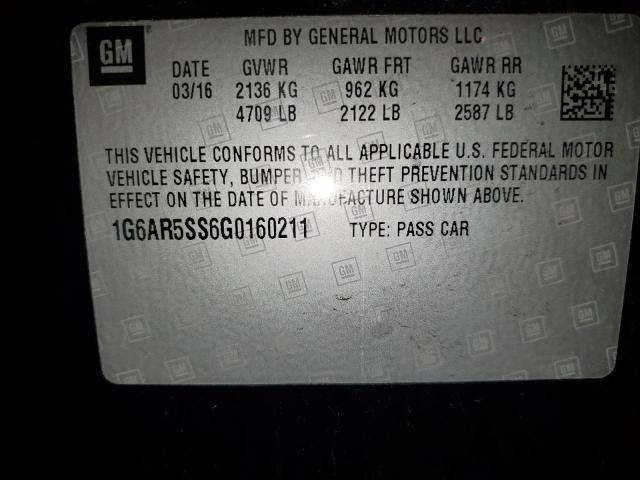 GM
MFD BY GENERAL MOTORS LLC
DATE GVWR GAWR FRT GAWR RR
03/16 2136 KG 962 KG 1174 KG
4709 LB 2122 LB 2587 LB
THIS VEHICLE CONFORMS TO ALL APPLICABLE U.S. FEDERAL MOTOR
VEHICLE SAFETY, BUMPER AND THEFT PREVENTION STANDARDS IN
EFFECT ON THE DATE OF MANUFACTURE SHOWN ABOVE.
1G6AR5SS6G0160211 TYPE: PASS CAR